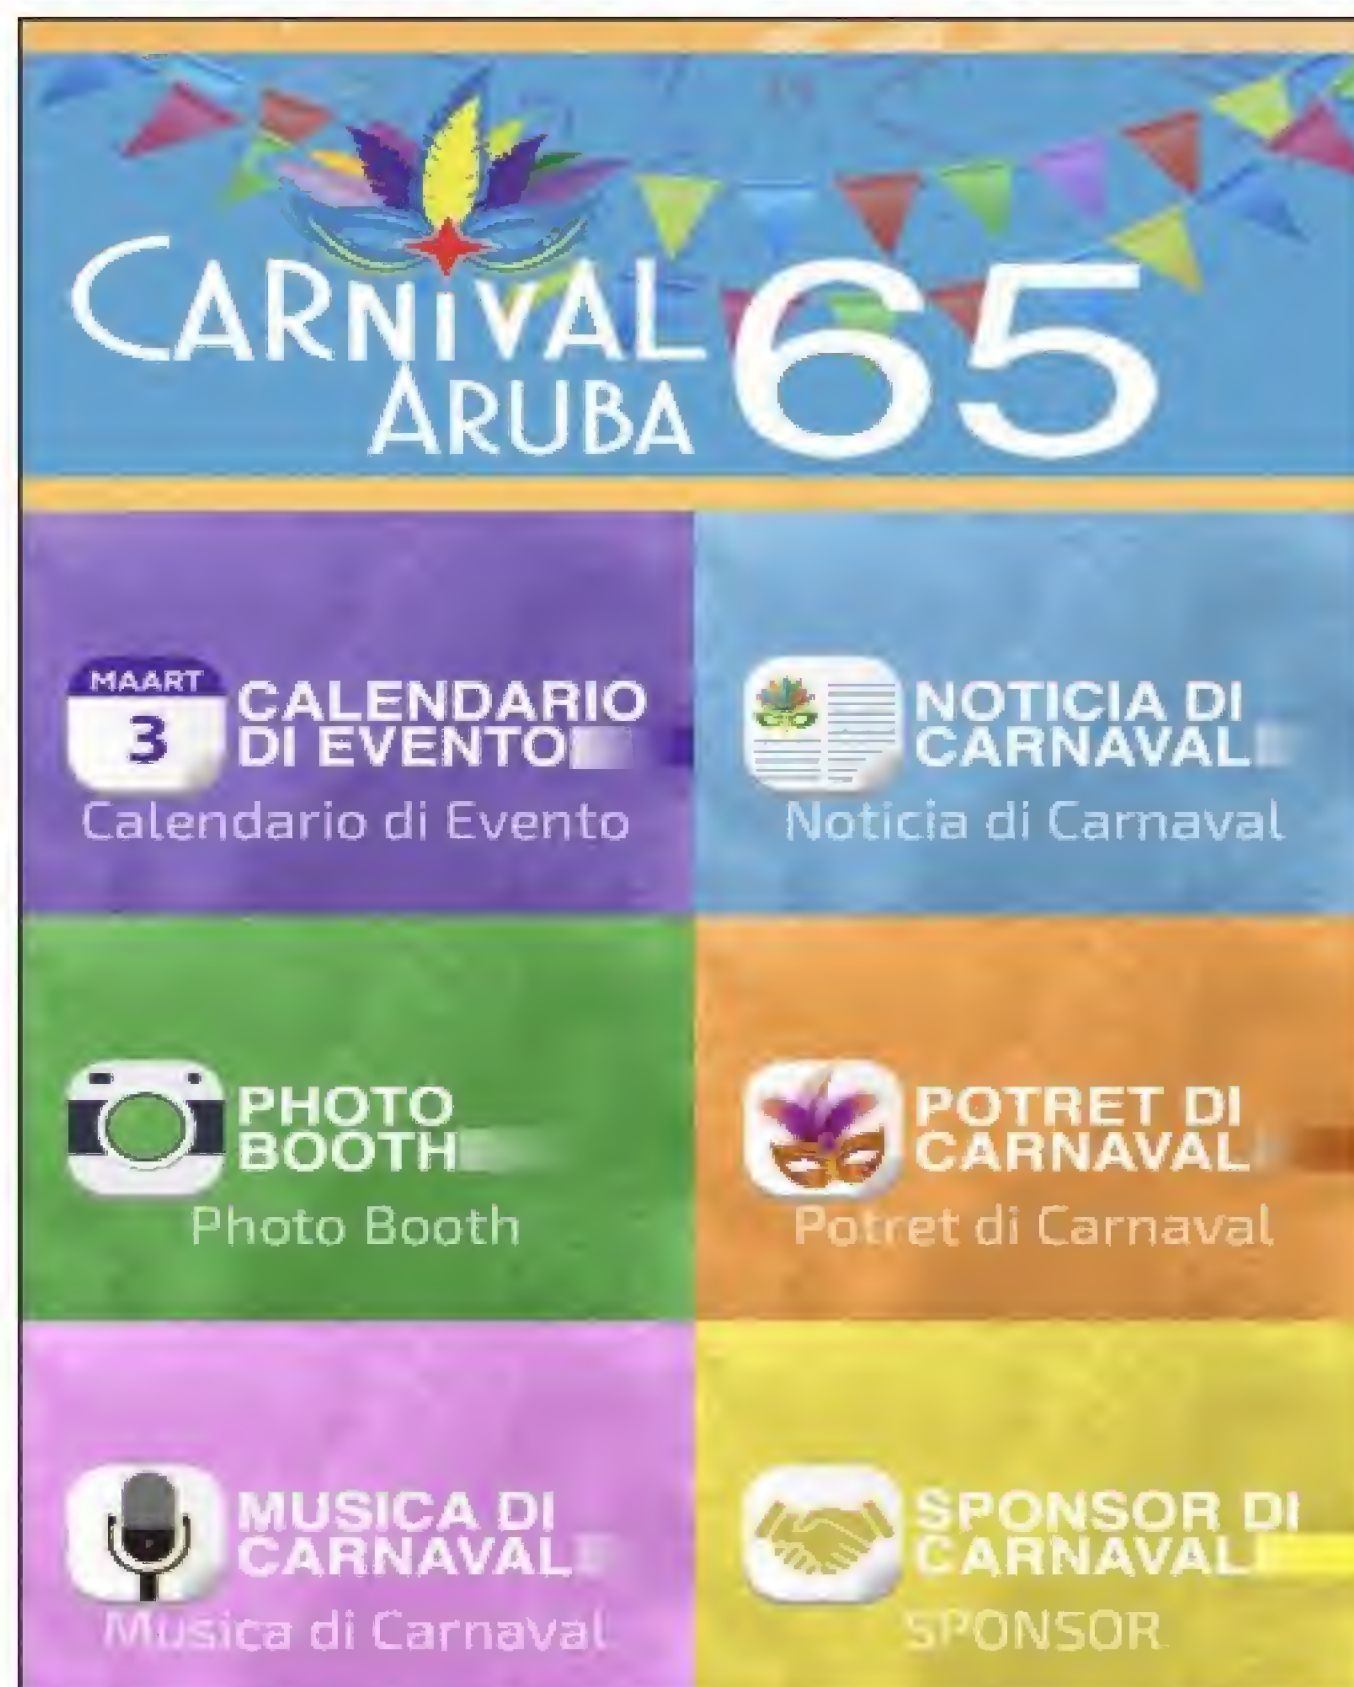 CARNiVAL
ARUBA 65
MAART
3
CALENDARIO
DI EVENTO
Calendario di Evento
NOTICIA DI
CARNAVAL
Noticia di Carnaval
PHOTO
BOOTH
Photo Booth
POTRET DI
CARNAVAL
Potret di Carnaval
MUSICA DI
CARNAVAL
Musica di Carnaval
SPONSOR DI
CARNAVAL
SPONSOR